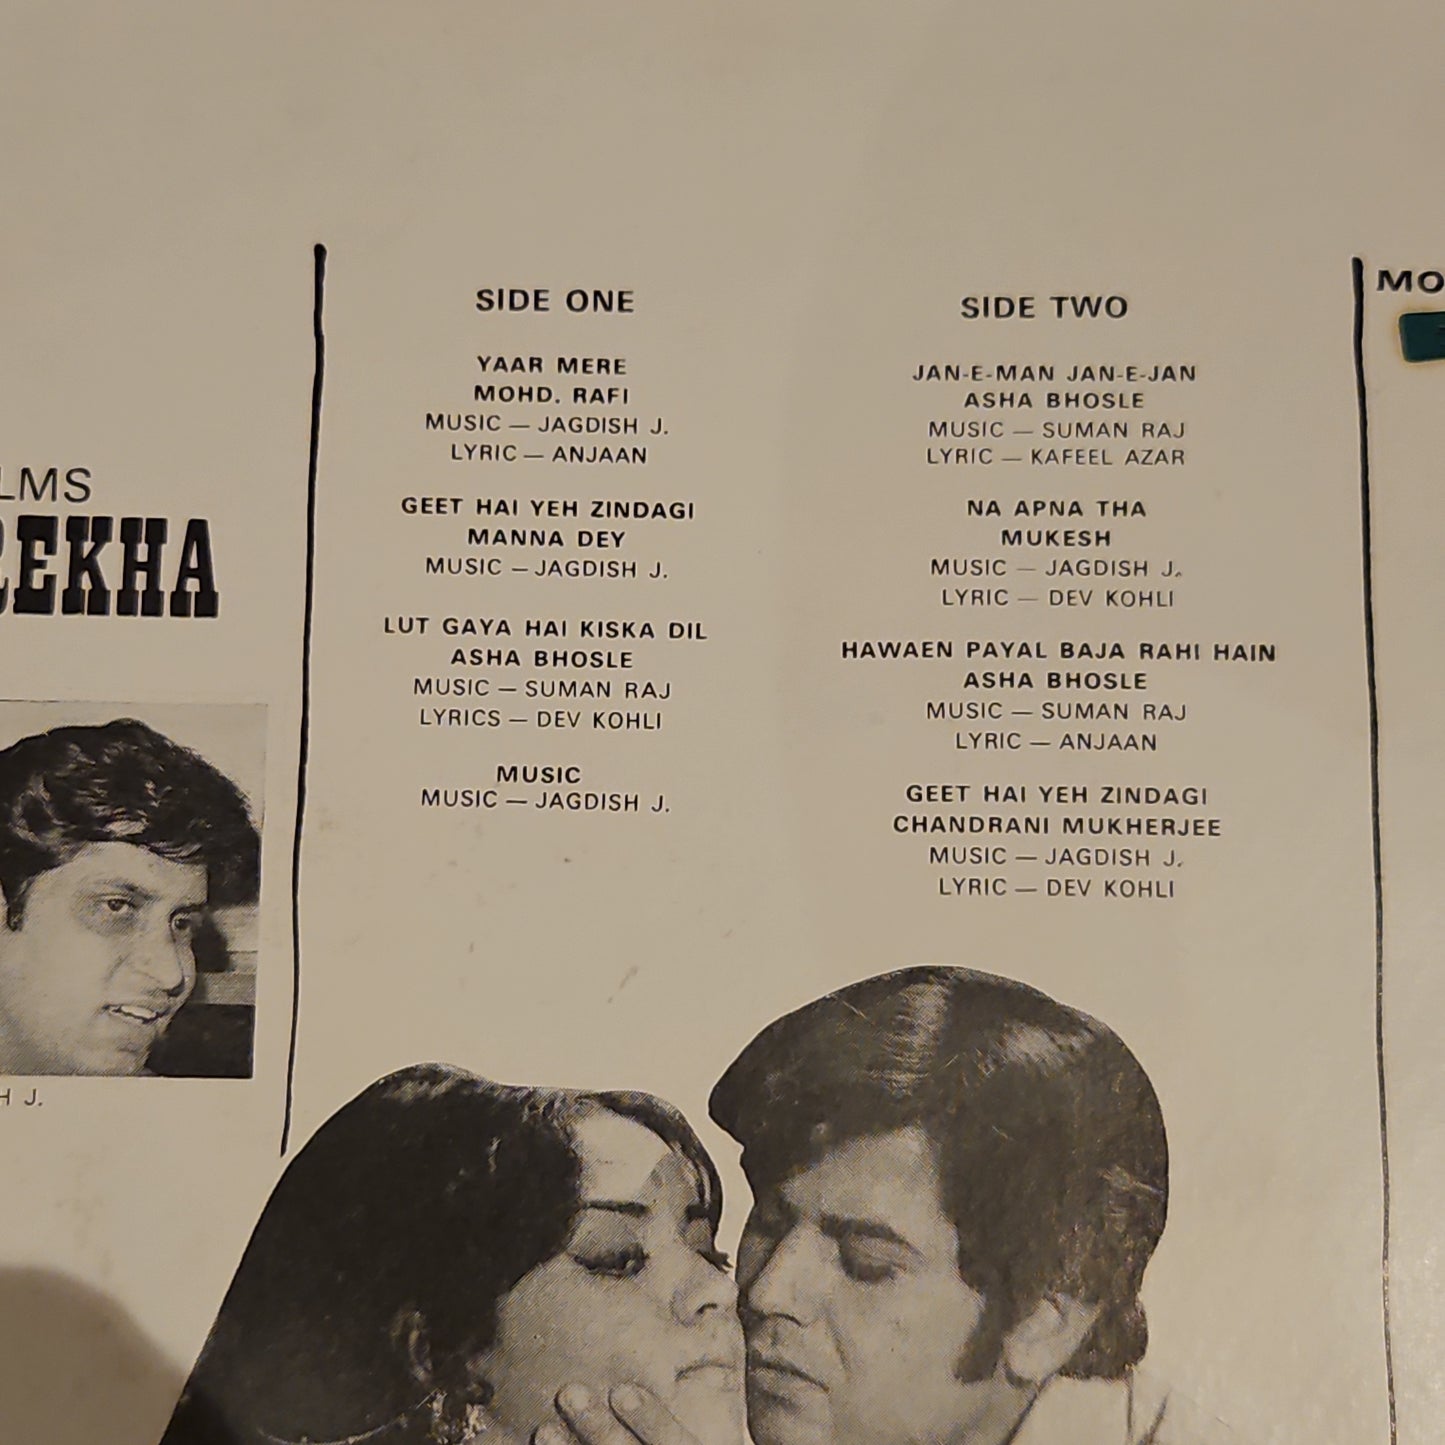 LMS
REKHA
H J.
SIDE ONE
YAAR MERE
MOHD. RAFI
MUSIC — JAGDISH J.
LYRIC — ANJAAN
GEET HAI YEH ZINDAGI
MANNA DEY
MUSIC — JAGDISH J.
LUT GAYA HAI KISKA DIL
ASHA BHOSLE
MUSIC — SUMAN RAJ
LYRICS — DEV KOHLI
MUSIC
MUSIC — JAGDISH J.
SIDE TWO
JAN-E-MAN JAN-E-JAN
ASHA BHOSLE
MUSIC — SUMAN RAJ
LYRIC — KAFEEL AZAR
NA APNA THA
MUKESH
MUSIC — JAGDISH J.
LYRIC — DEV KOHLI
HAWAEN PAYAL BAJA RAHI HAIN
ASHA BHOSLE
MUSIC — SUMAN RAJ
LYRIC — ANJAAN
GEET HAI YEH ZINDAGI
CHANDRANI MUKHERJEE
MUSIC — JAGDISH J.
LYRIC — DEV KOHLI
MO